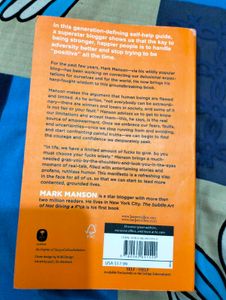 In this generation-defining self-help guide,
a superstar blogger shows us that the key to
being stronger, happier people is to handle
adversity better and stop trying to be
"positive" all the time.
For the past few years, Mark Manson—via his wildly popular
blog—has been working on correcting our delusional expec-
tations for ourselves and for the world. He now brings his
hard-fought wisdom to this groundbreaking book.
Manson makes the argument that human beings are flawed
and limited. As he writes, "not everybody can be extraordi-
nary—there are winners and losers in society, and some of it
is not fair or your fault." Manson advises us to get to know
our limitations and accept them—this, he says, is the real
source of empowerment. Once we embrace our fears, faults,
and uncertainties—once we stop running from and avoiding,
and start confronting painful truths—we can begin to find
the courage and confidence we desperately seek.
"In life, we have a limited amount of fucks to give. So you
must choose your fucks wisely." Manson brings a much-
needed grab-you-by-the-shoulders-and-look-you-in-the-eyes
moment of real-talk, filled with entertaining stories and
profane, ruthless humor. This manifesto is a refreshing slap
in the face for all of us, so that we can start to lead more
contented, grounded lives.
MARK MANSON is a star blogger with more than
two million readers. He lives in New York City. The Subtle Art
of Not Giving a F*ck is his first book.
FSC
USA $17.99